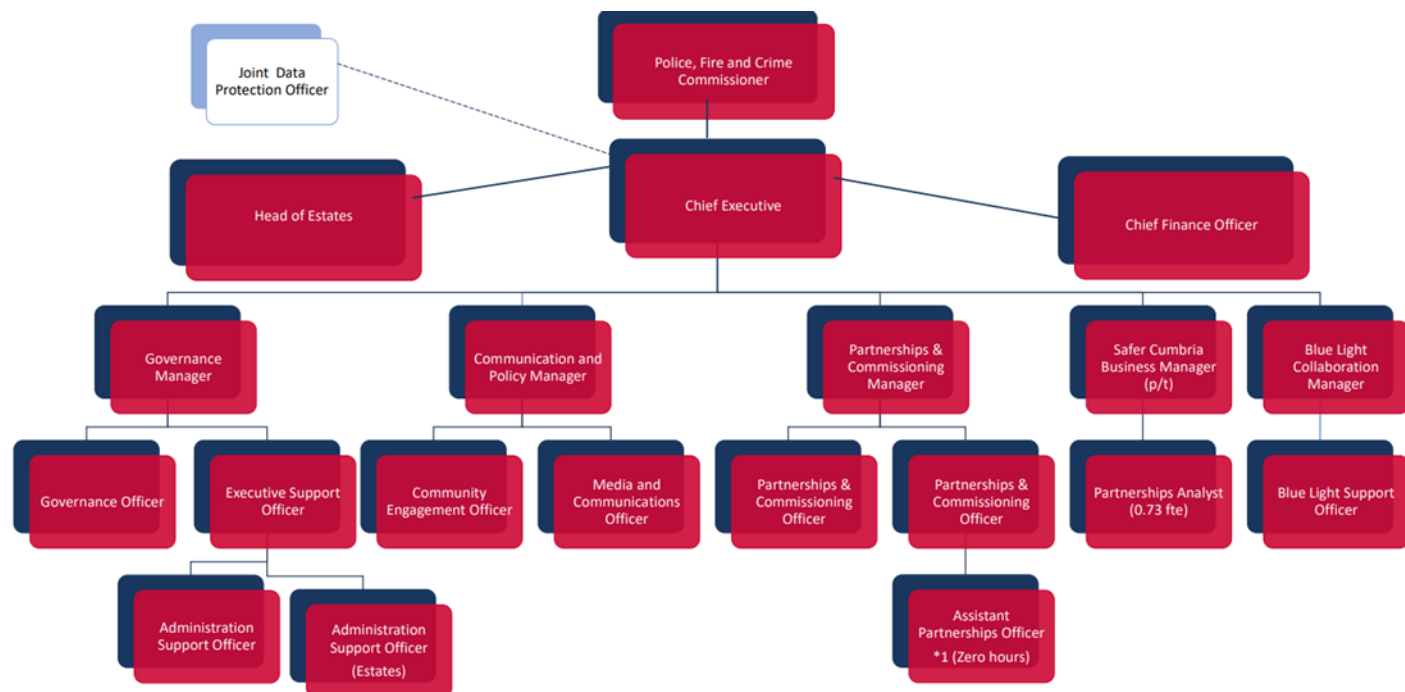 Joint Data
Protection Officer
Police, Fire and Crime
Commissioner
Head of Estates
Chief Executive
Chief Finance Officer
Governance
Manager
Communication and
Policy Manager
Partnerships &
Commissioning
Manager
Safer Cumbria
Business Manager
(p/t)
Blue Light
Collaboration
Manager
Governance Officer
Executive Support
Officer
Community
Engagement Officer
Media and
Communications
Officer
Partnerships &
Commissioning
Officer
Partnerships &
Commissioning
Officer
Partnerships Analyst
(0.73 fte)
Blue Light Support
Officer
Administration
Support Officer
Administration
Support Officer
(Estates)
Assistant
Partnerships Officer
*1 (Zero hours)